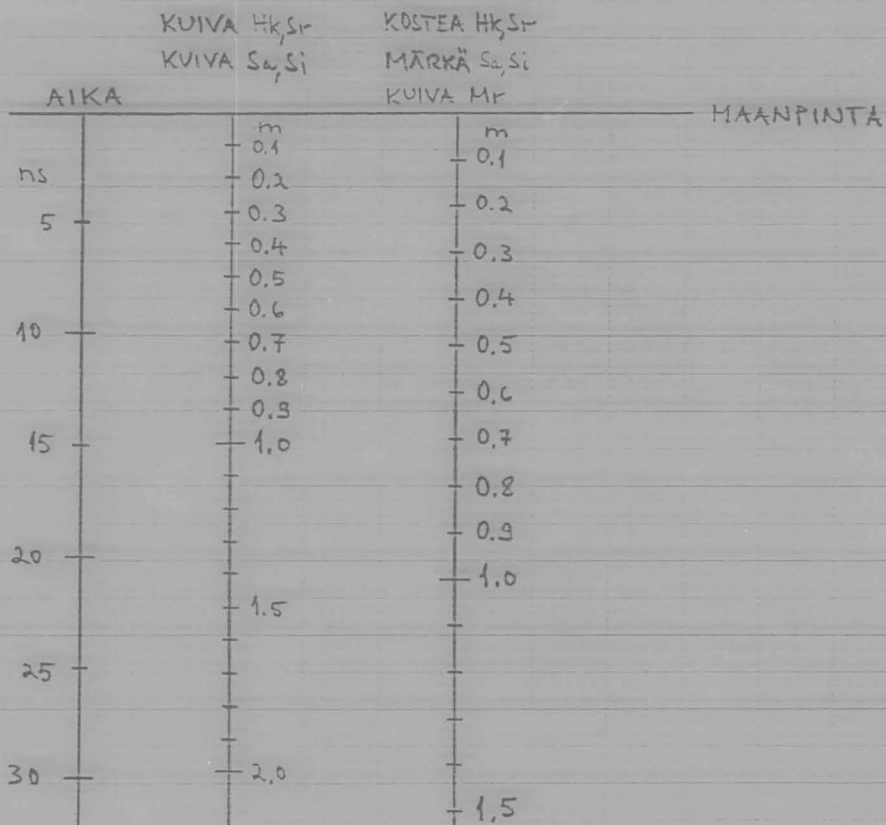 KUIVA Hk,Sr KOSTEA Hk,Sr
KUIVA Sa,Si MÄRKÄ Sa,Si
AIKA KUIVA Mr
MAANPINTA
m m
0.1 0.1
ns 0.2
0.2
5 0.3
0.4 0.3
0.5 0.4
0.6
10 0.7 0.5
0.8 0.6
0.9 0.7
15 1.0
0.8
0.9
20 1.0
1.5
25
30 2.0
1,5